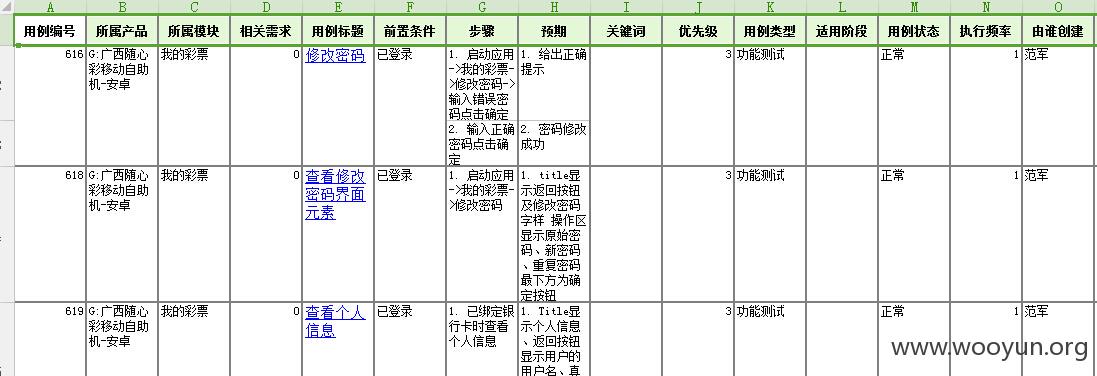 A B C D E F G H I J K L M N O
用例编号 所属产品 所属模块 相关需求 用例标题 前置条件 步骤 预期 关键词 优先级 用例类型 适用阶段 用例状态 执行频率 由谁创建
616 G:广西随心彩移动自助机-安卓 我的彩票 0 修改密码 已登录 1. 启动应用->我的彩票->修改密码->输入错误密码点击确定 1. 给出正确提示 3 功能测试 正常 1 范军
2. 输入正确密码点击确定 2. 密码修改成功
618 G:广西随心彩移动自助机-安卓 我的彩票 0 查看修改密码界面元素 已登录 1. 启动应用->我的彩票->修改密码 1. title显示返回按钮及修改密码字样 操作区显示原始密码、新密码、重复密码 最下方为确定按钮 3 功能测试 正常 1 范军
619 G:广西随心彩移动自助机-安卓 我的彩票 0 查看个人信息 已登录 1. 已绑定银行卡时查看个人信息 1. Title显示个人信息、返回按钮 显示用户的用户名、真 3 功能测试 正常 1 范军
www.wooyun.org